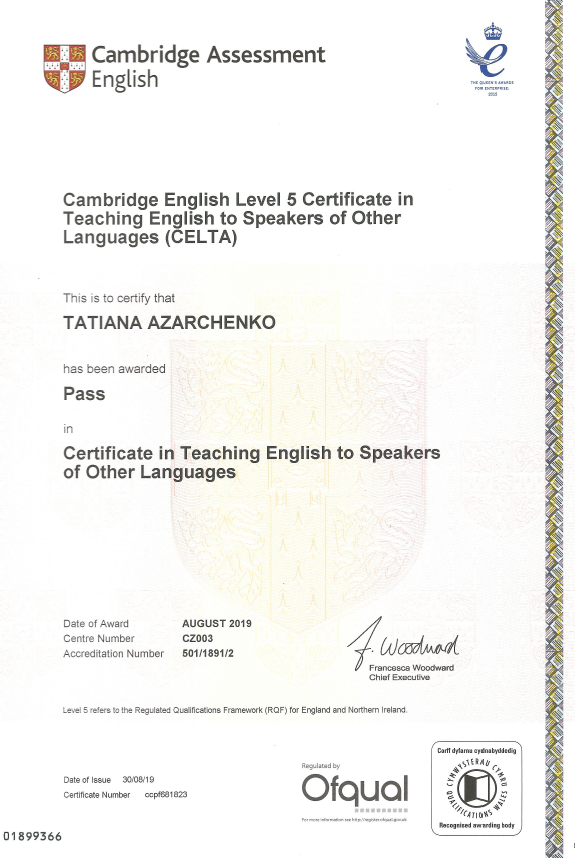 Cambridge Assessment
English
THE QUEEN'S AWARDS
FOR ENTERPRISE:
2015
Cambridge English Level 5 Certificate in
Teaching English to Speakers of Other
Languages (CELTA)
This is to certify that
TATIANA AZARCHENKO
has been awarded
Pass
in
Certificate in Teaching English to Speakers
of Other Languages
Date of Award AUGUST 2019
Centre Number CZ003
Accreditation Number 501/1891/2
F. Woodward
Francesca Woodward
Chief Executive
Level 5 refers to the Regulated Qualifications Framework (RQF) for England and Northern Ireland.
Date of Issue 30/08/19
Certificate Number ccpf681823
Regulated by
Ofqual
For more information see http://register.ofqual.gov.uk
Corff dyfarnu cydnabyddedig
CYMWYSTERAU CYMRU
QUALIFICATIONS WALES
Recognised awarding body
01899366